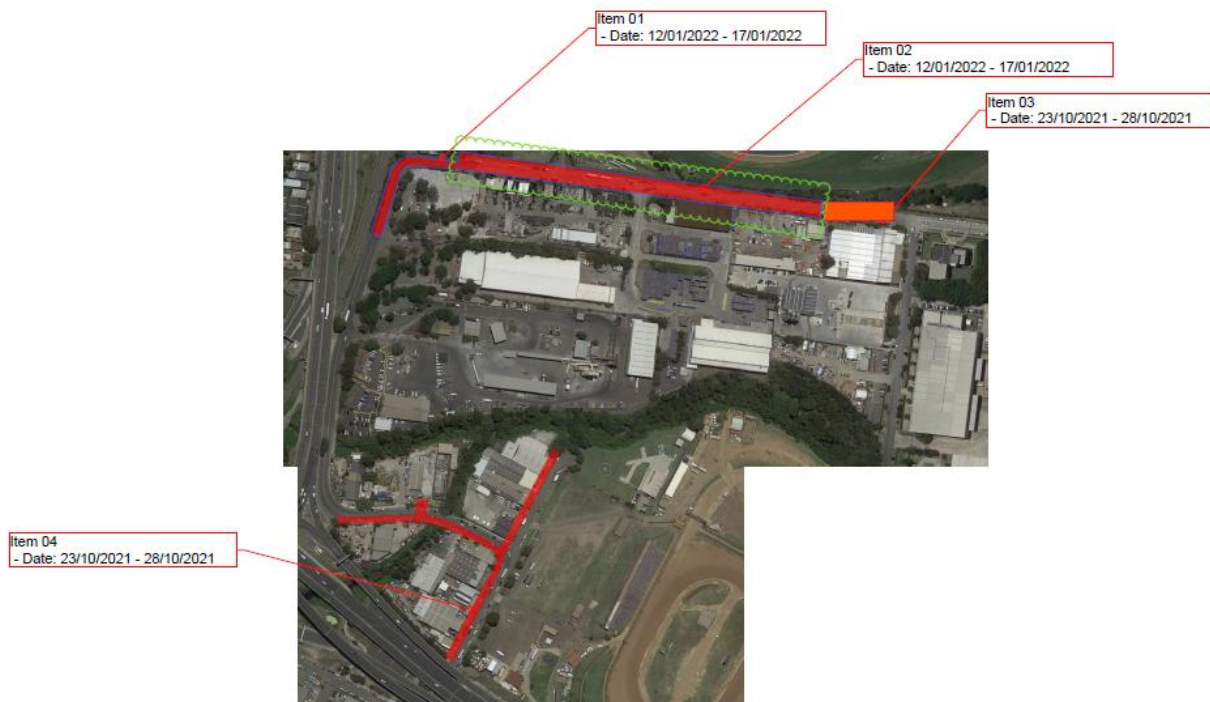 Item 01
- Date: 12/01/2022 - 17/01/2022
Item 02
- Date: 12/01/2022 - 17/01/2022
Item 03
- Date: 23/10/2021 - 28/10/2021
Item 04
- Date: 23/10/2021 - 28/10/2021